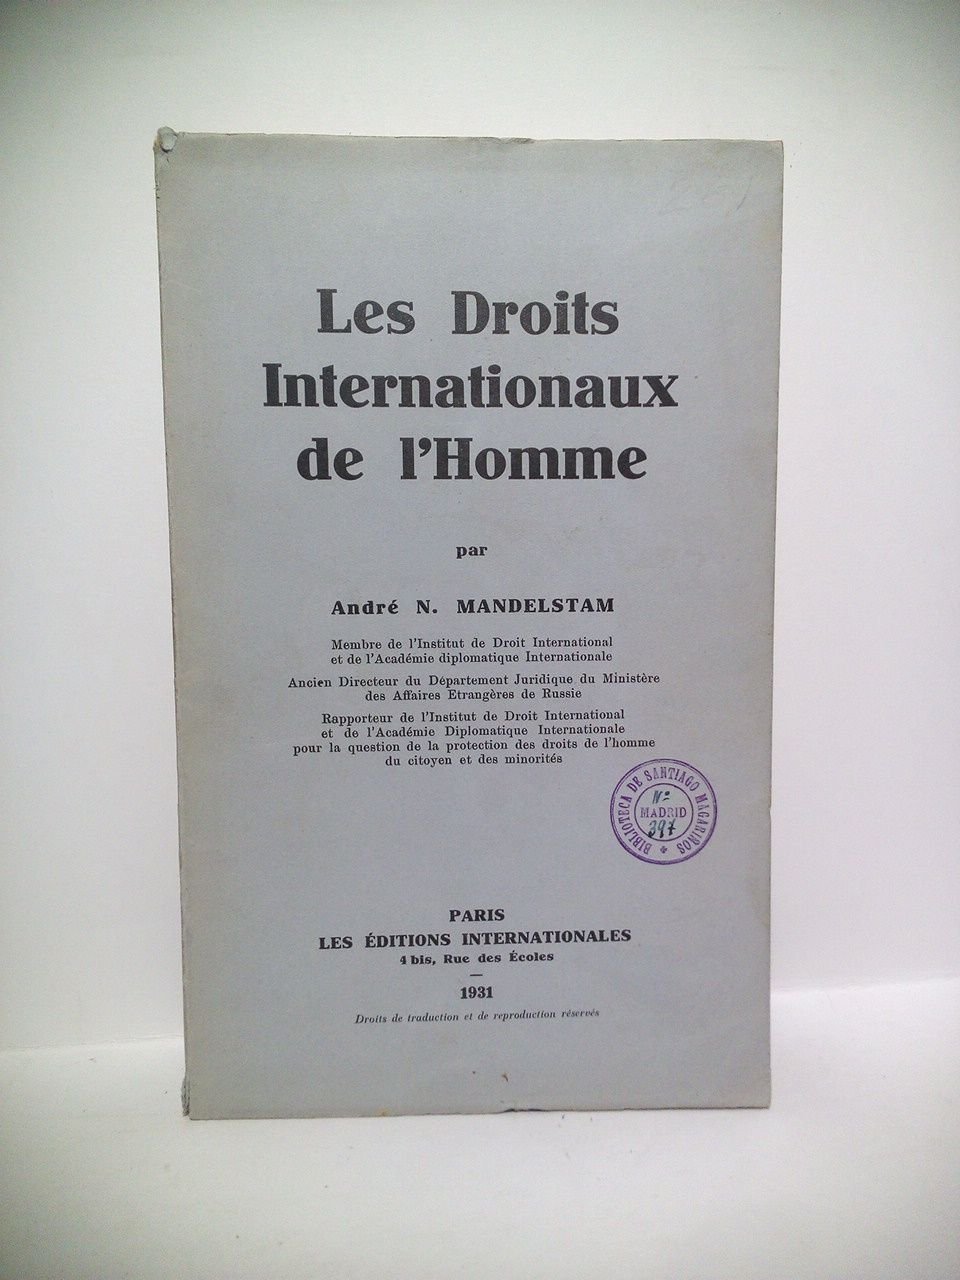 Les Droits
Internationaux
de l'Homme
par
André N. MANDELSTAM
Membre de l'Institut de Droit International
et de l'Académie diplomatique Internationale
Ancien Directeur du Département Juridique du Ministère
des Affaires Etrangères de Russie
Rapporteur de l'Institut de Droit International
et de l'Académie Diplomatique Internationale
pour la question de la protection des droits de l'homme
du citoyen et des minorités
BIBLIOTECA DE SANTIAGO MAGARIÑOS
Nº
MADRID
397
PARIS
LES ÉDITIONS INTERNATIONALES
4 bis, Rue des Écoles
1931
Droits de traduction et de reproduction réservés